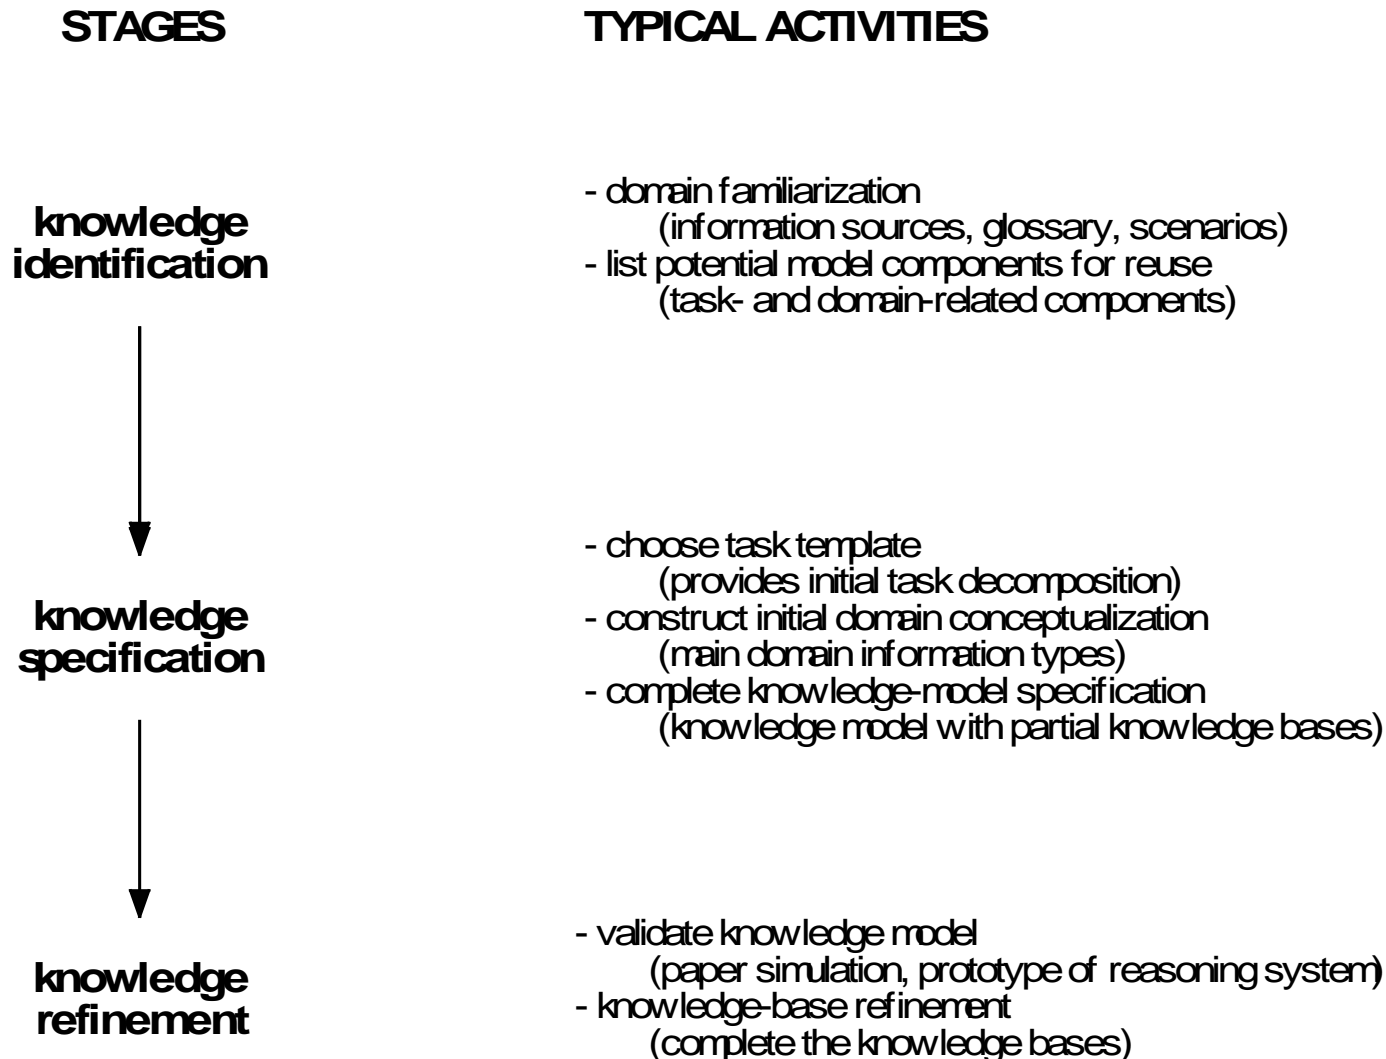 STAGES
TYPICAL ACTIVITIES
knowledge
identification
- domain familiarization
(information sources, glossary, scenarios)
- list potential model components for reuse
(task- and domain-related components)
knowledge
specification
- choose task template
(provides initial task decomposition)
- construct initial domain conceptualization
(main domain information types)
- complete knowledge-model specification
(knowledge model with partial knowledge bases)
knowledge
refinement
- validate knowledge model
(paper simulation, prototype of reasoning system)
- knowledge-base refinement
(complete the knowledge bases)